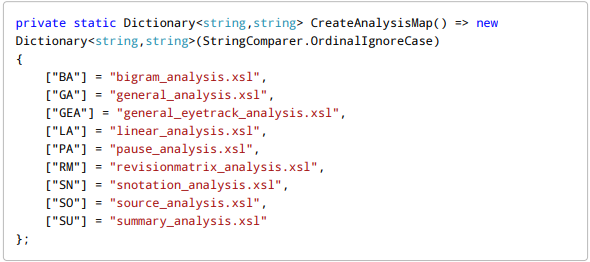 private static Dictionary<string,string> CreateAnalysisMap() => new
Dictionary<string,string>(StringComparer.OrdinalIgnoreCase)
{
    ["BA"] = "bigram_analysis.xsl",
    ["GA"] = "general_analysis.xsl",
    ["GEA"] = "general_eyetrack_analysis.xsl",
    ["LA"] = "linear_analysis.xsl",
    ["PA"] = "pause_analysis.xsl",
    ["RM"] = "revisionmatrix_analysis.xsl",
    ["SN"] = "snotation_analysis.xsl",
    ["SO"] = "source_analysis.xsl",
    ["SU"] = "summary_analysis.xsl"
};